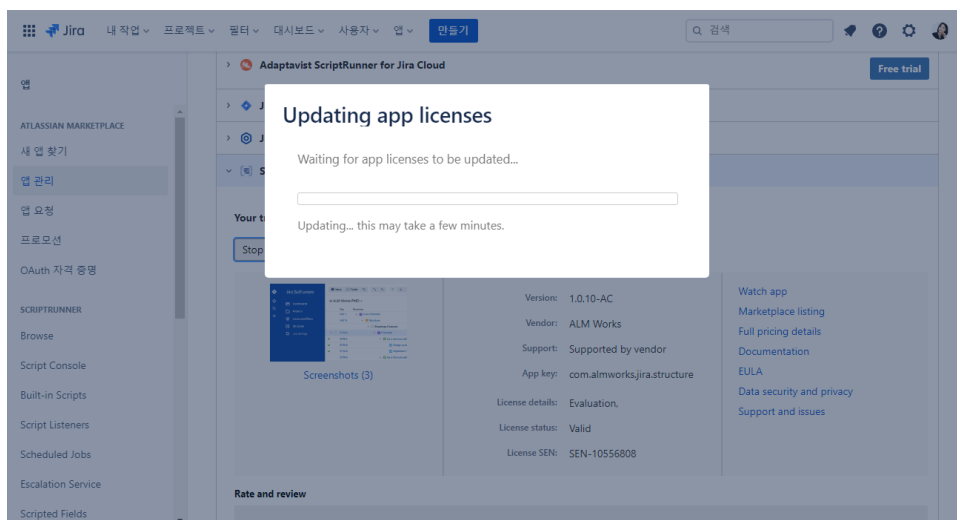 Jira 내 작업 프로젝트 필터 대시보드 사용자 앱 만들기 검색
앱
ATLASSIAN MARKETPLACE
새 앱 찾기
앱 관리
앱 요청
프로모션
OAuth 자격 증명
SCRIPTRUNNER
Browse
Script Console
Built-in Scripts
Script Listeners
Scheduled Jobs
Escalation Service
Scripted Fields
Adaptavist ScriptRunner for Jira Cloud
Free trial
J
J
S
Updating app licenses
Waiting for app licenses to be updated...
Updating... this may take a few minutes.
Your
Stop
Screenshots (3)
Version: 1.0.10-AC
Vendor: ALM Works
Support: Supported by vendor
App key: com.almworks.jira.structure
License details: Evaluation,
License status: Valid
License SEN: SEN-10556808
Watch app
Marketplace listing
Full pricing details
Documentation
EULA
Data security and privacy
Support and issues
Rate and review